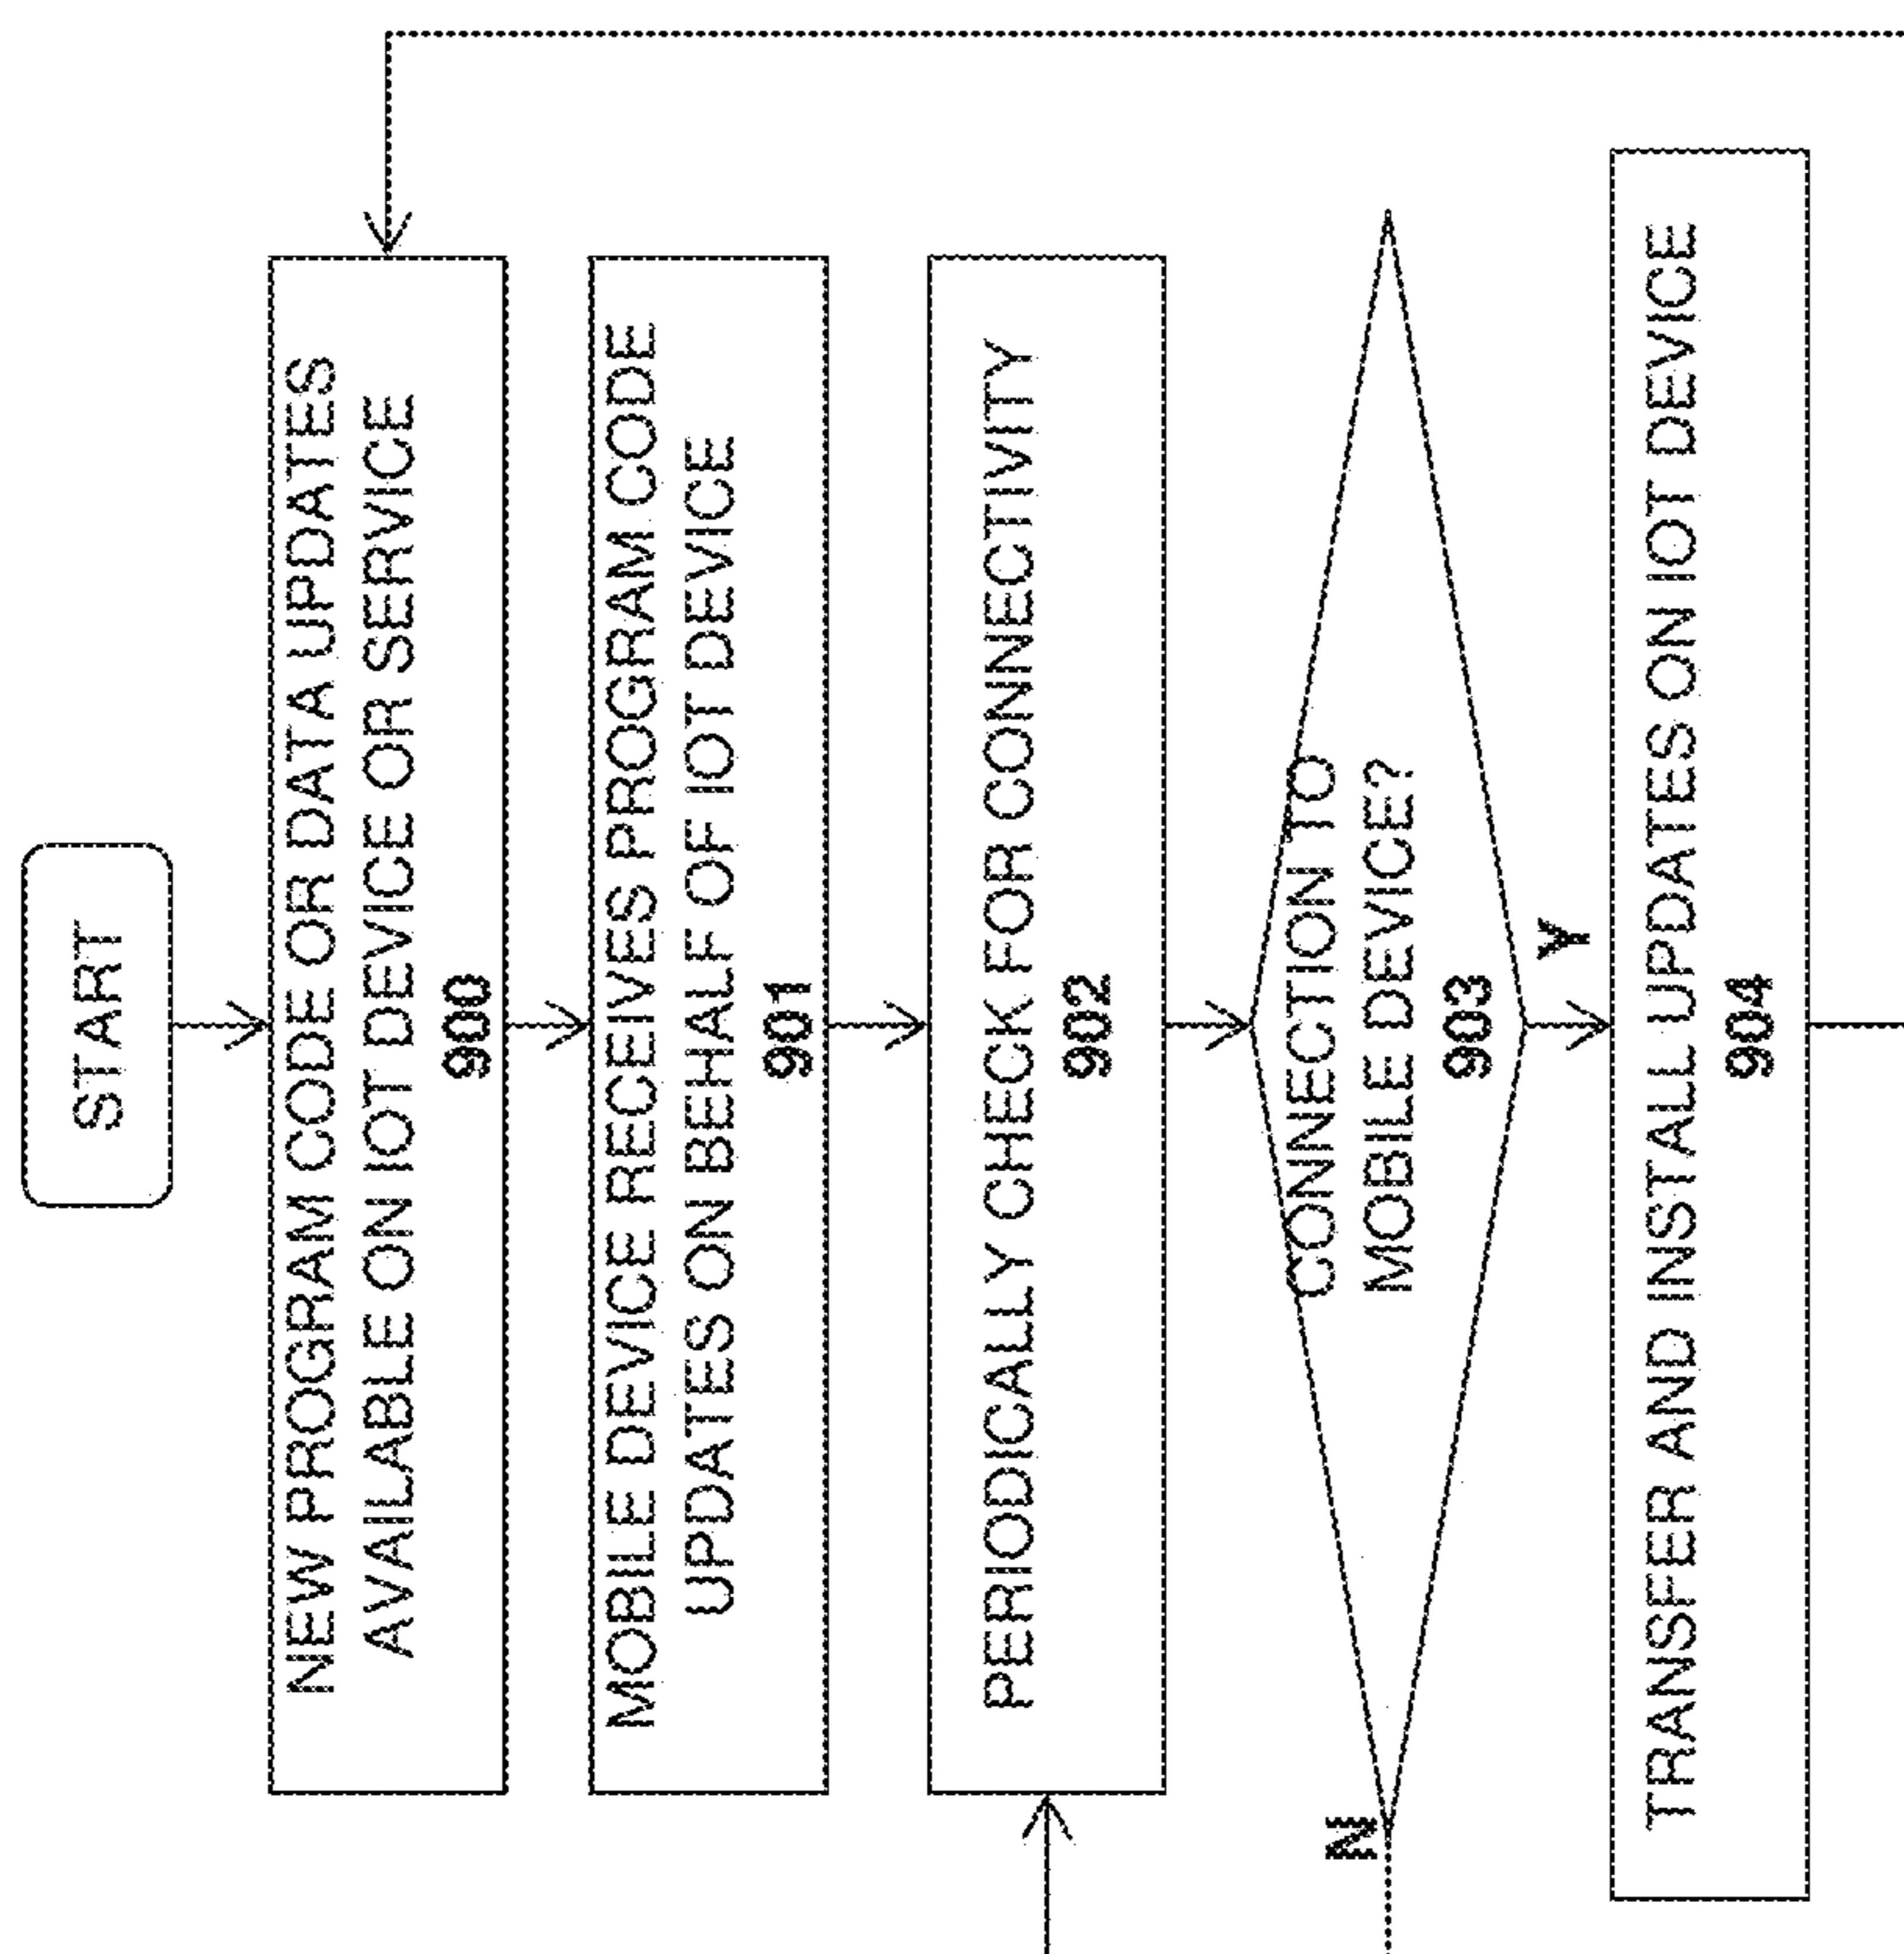 START
NEW PROGRAM CODE OR DATA UPDATES
AVAILABLE ON IOT DEVICE OR SERVICE
900
MOBILE DEVICE RECEIVES PROGRAM CODE
UPDATES ON BEHALF OF IOT DEVICE
901
PERIODICALLY CHECK FOR CONNECTIVITY
902
CONNECTION TO
MOBILE DEVICE?
903
N
Y
TRANSFER AND INSTALL UPDATES ON IOT DEVICE
904